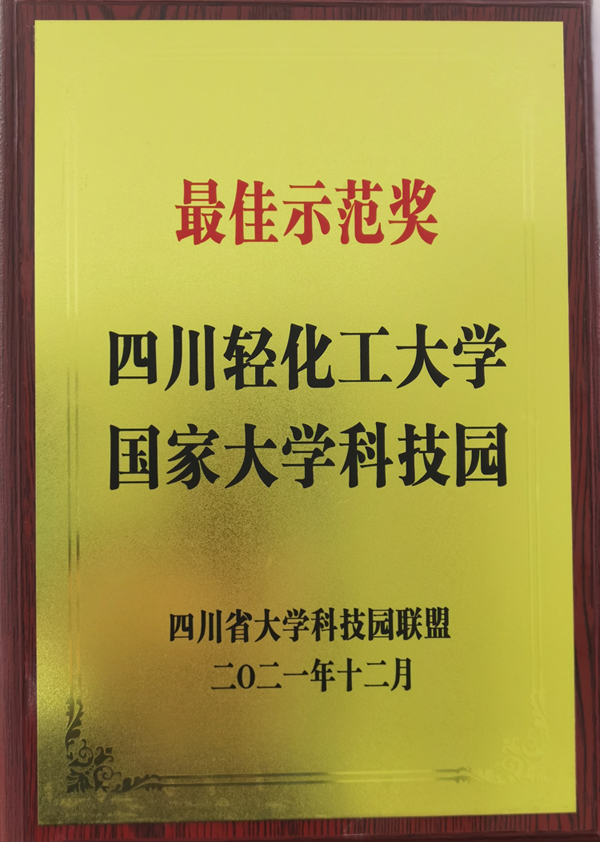 最佳示范奖
四川轻化工大学
国家大学科技园
四川省大学科技园联盟
二〇二一年十二月